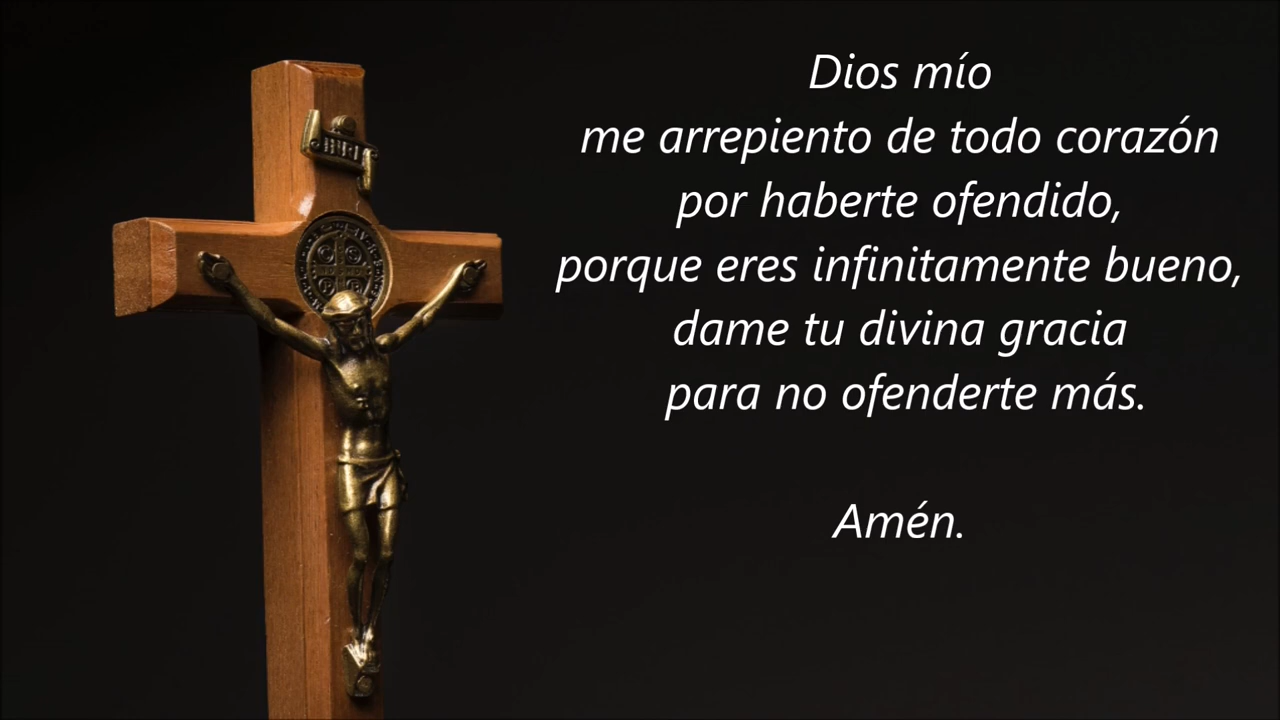 INRI
Dios mío
me arrepiento de todo corazón
por haberte ofendido,
porque eres infinitamente bueno,
dame tu divina gracia
para no ofenderte más.
Amén.